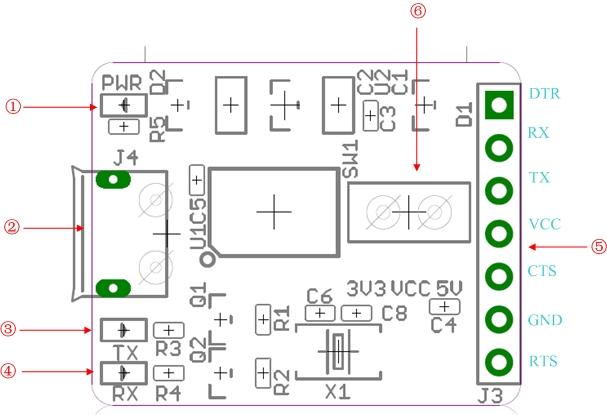 ⑥
PWR
D2
C2
U2
C1
DTR
①
R5
C3
D1
RX
J4
SW1
TX
②
U1
C5
VCC
⑤
Q1
3V3 VCC 5V
CTS
C6
③
R1
C8
C4
GND
TX
R3
Q2
④
RX
R4
R2
X1
RTS
J3